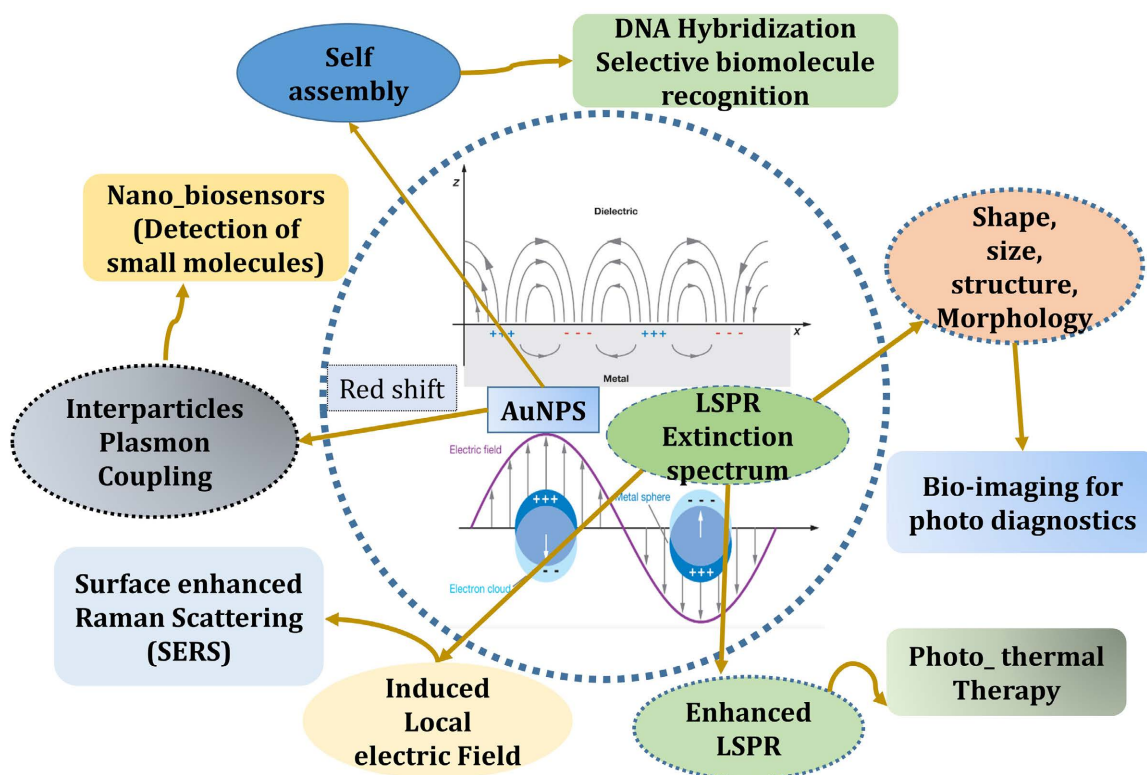 Self
assembly
DNA Hybridization
Selective biomolecule
recognition
Nano_biosensors
(Detection of
small molecules)
Z
Dielectric
+++
- - -
+++
- - -
x
Metal
Shape,
size,
structure,
Morphology
Red shift
Interparticles
Plasmon
Coupling
AuNPS
LSPR
Extinction
spectrum
Electric field
Metal sphere
+++
- -
- - -
+++
Electron cloud
Bio-imaging for
photo diagnostics
Surface enhanced
Raman Scattering
(SERS)
Induced
Local
electric Field
Enhanced
LSPR
Photo_ thermal
Therapy